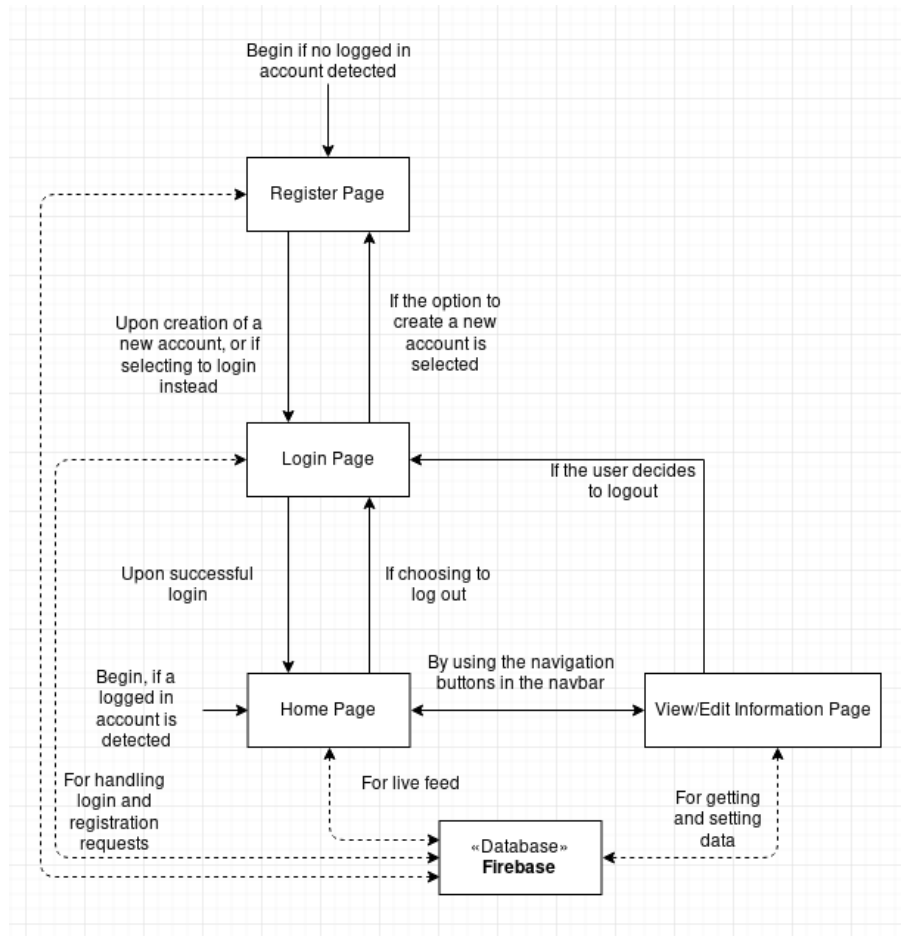 Begin if no logged in
account detected
Register Page
Upon creation of a
new account, or if
selecting to login
instead
If the option to
create a new
account is
selected
Login Page
If the user decides
to logout
Upon successful
login
If choosing to
log out
Begin, if a
logged in
account is
detected
Home Page
By using the navigation
buttons in the navbar
View/Edit Information Page
For handling
login and
registration
requests
For live feed
For getting
and setting
data
«Database»
Firebase